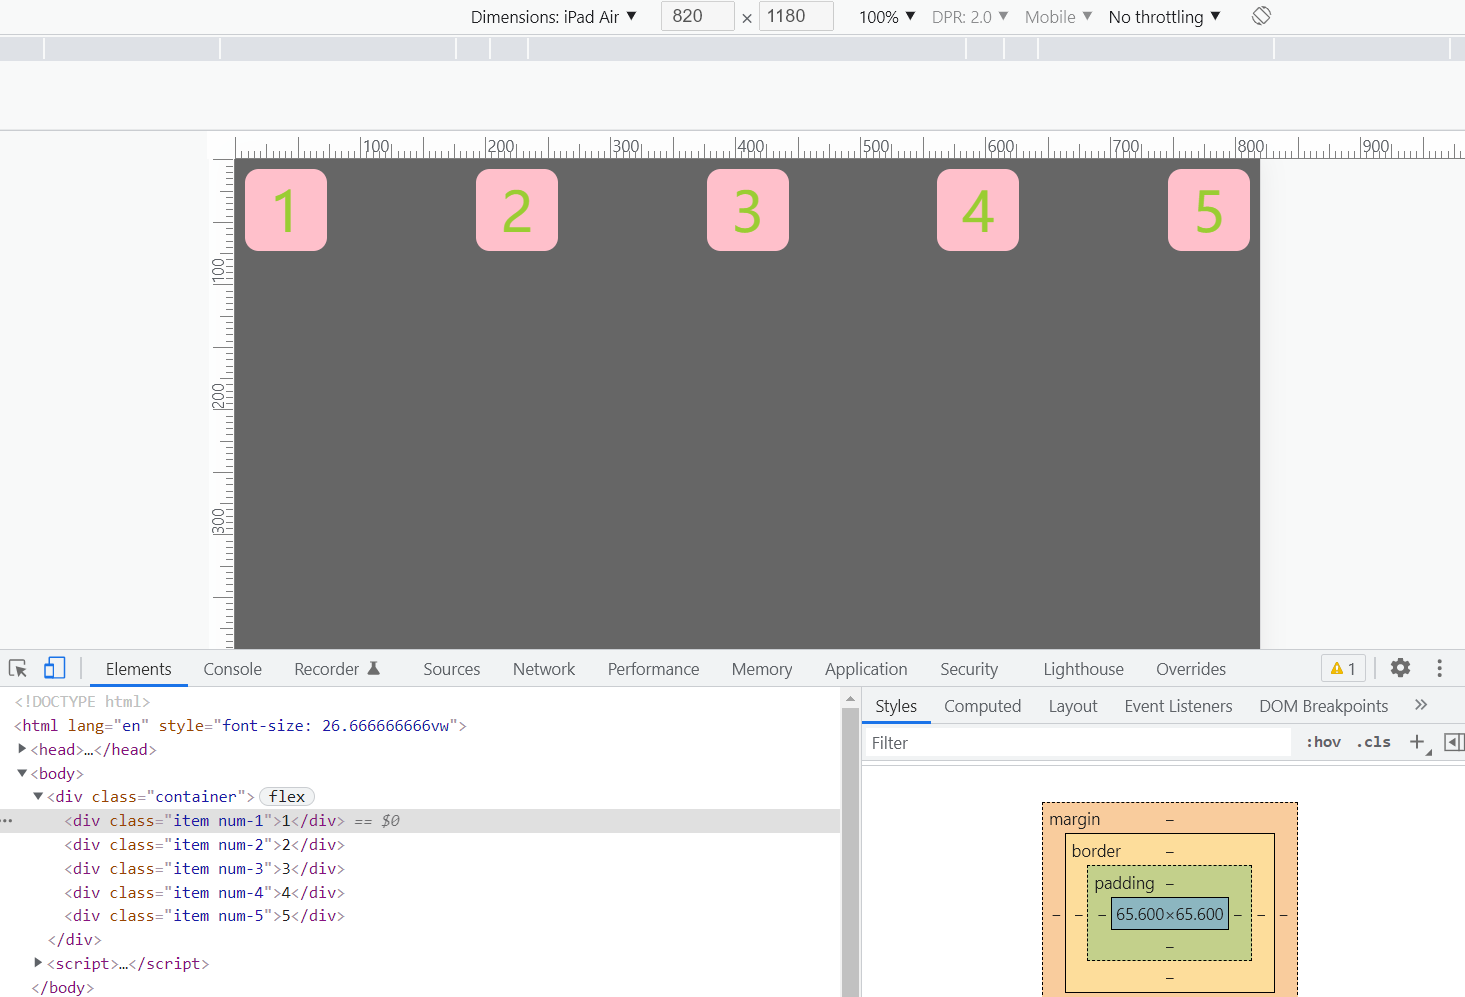 Dimensions: iPad Air ▼ 820 × 1180 100% ▼ DPR: 2.0 ▼ Mobile ▼ No throttling ▼
100 200 300 400 500 600 700 800 900
1 2 3 4 5
100
200
300
Elements Console Recorder Sources Network Performance Memory Application Security Lighthouse Overrides 1
<!DOCTYPE html>
<html lang="en" style="font-size: 26.666666666vw">
▶<head>…</head>
▼<body>
▼<div class="container"> flex
… <div class="item num-1">1</div> == $0
<div class="item num-2">2</div>
<div class="item num-3">3</div>
<div class="item num-4">4</div>
<div class="item num-5">5</div>
</div>
▶<script>…</script>
</body>
Styles Computed Layout Event Listeners DOM Breakpoints »
Filter :hov .cls +
margin –
border –
padding –
– – – 65.600×65.600 – – –
–
–